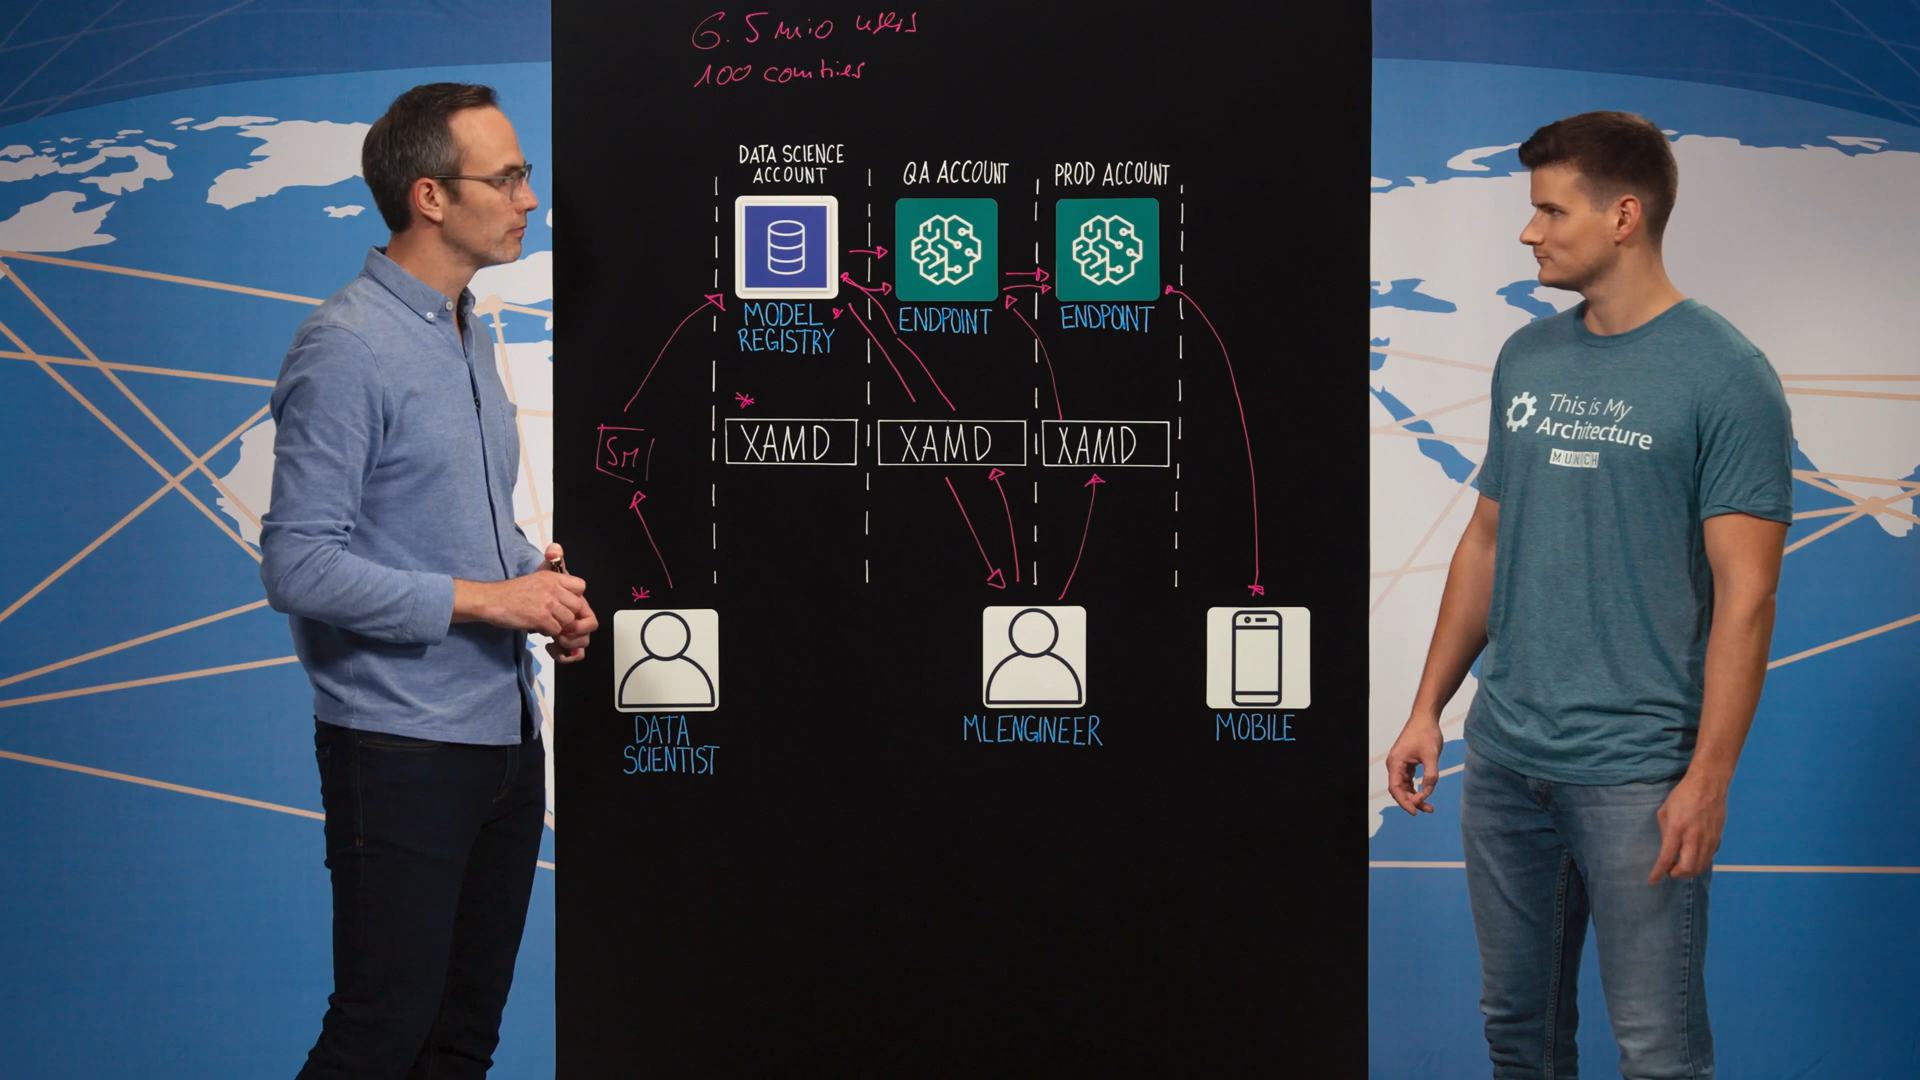 6.5 mio users
100 countries
DATA SCIENCE
ACCOUNT
QA ACCOUNT
PROD ACCOUNT
MODEL
REGISTRY
ENDPOINT
ENDPOINT
SM
XAMD
XAMD
XAMD
DATA
SCIENTIST
ML ENGINEER
MOBILE
This is My
Architecture
MUNICH